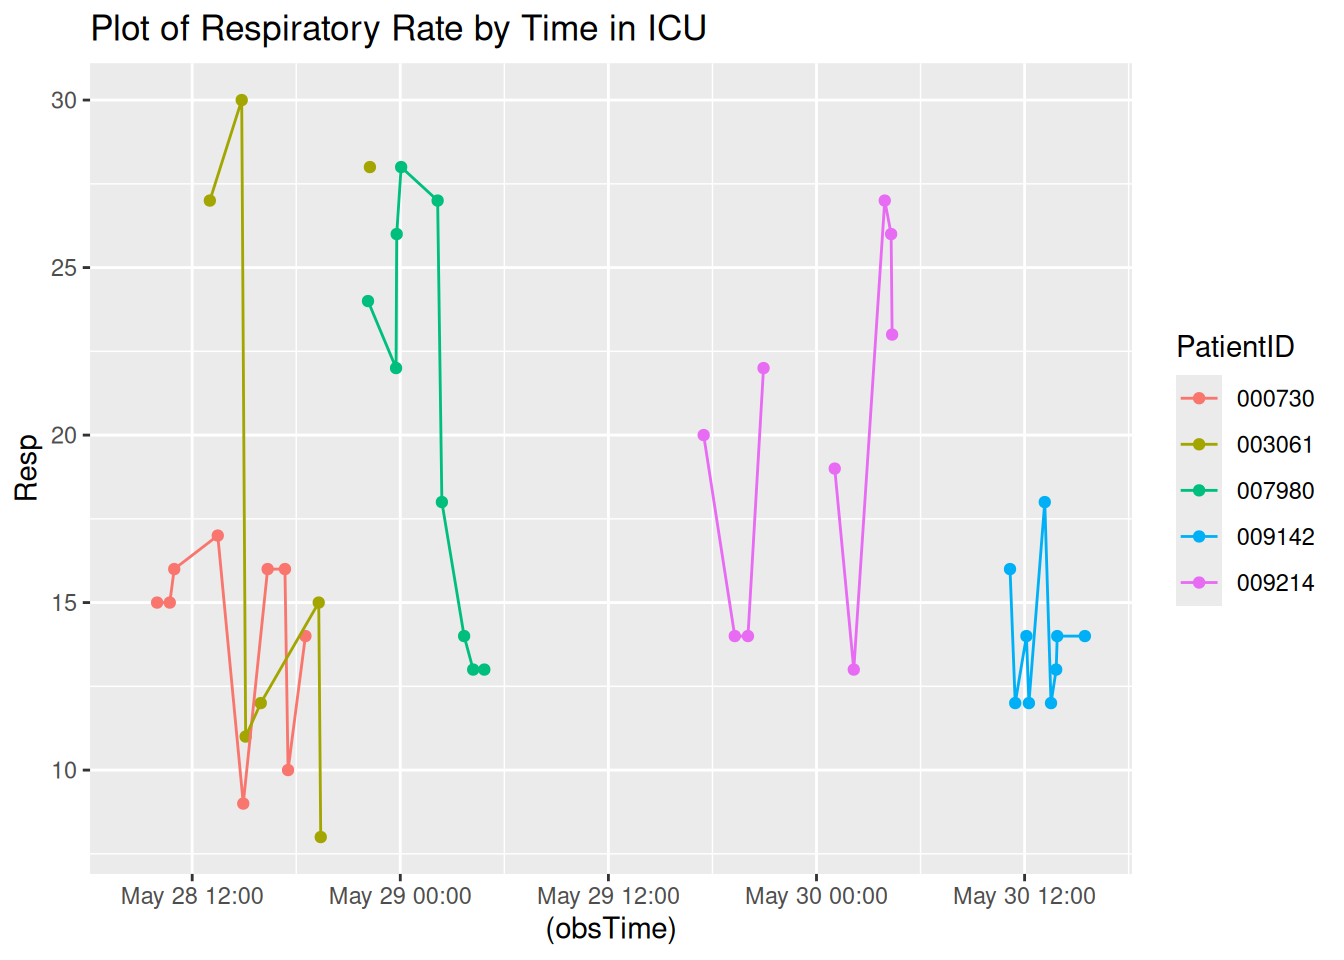 Plot of Respiratory Rate by Time in ICU
30
25
20
15
10
Resp
May 28 12:00
May 29 00:00
May 29 12:00
May 30 00:00
May 30 12:00
(obsTime)
PatientID
000730
003061
007980
009142
009214